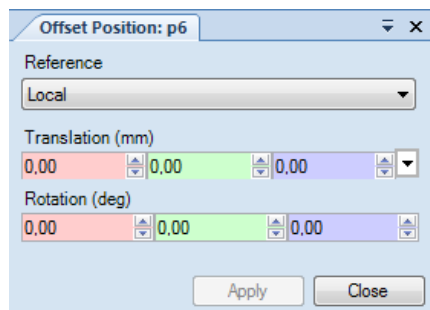 Offset Position: p6
Reference
Local
Translation (mm)
0,00 0,00 0,00
Rotation (deg)
0,00 0,00 0,00
Apply Close